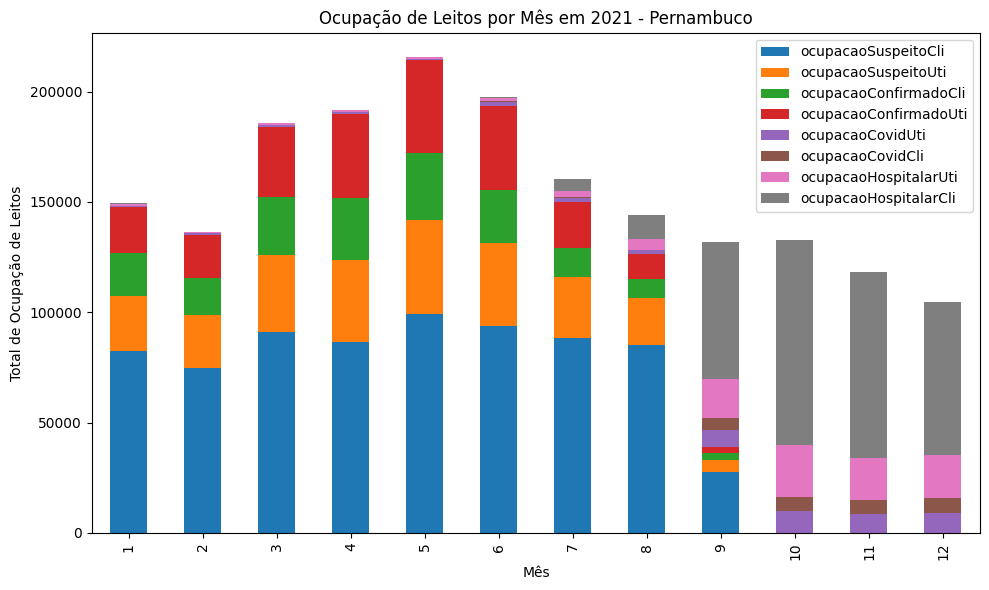 Ocupação de Leitos por Mês em 2021 - Pernambuco
Total de Ocupação de Leitos
200000
150000
100000
50000
0
ocupacaoSuspeitoCli
ocupacaoSuspeitoUti
ocupacaoConfirmadoCli
ocupacaoConfirmadoUti
ocupacaoCovidUti
ocupacaoCovidCli
ocupacaoHospitalarUti
ocupacaoHospitalarCli
1 2 3 4 5 6 7 8 9 10 11 12
Mês